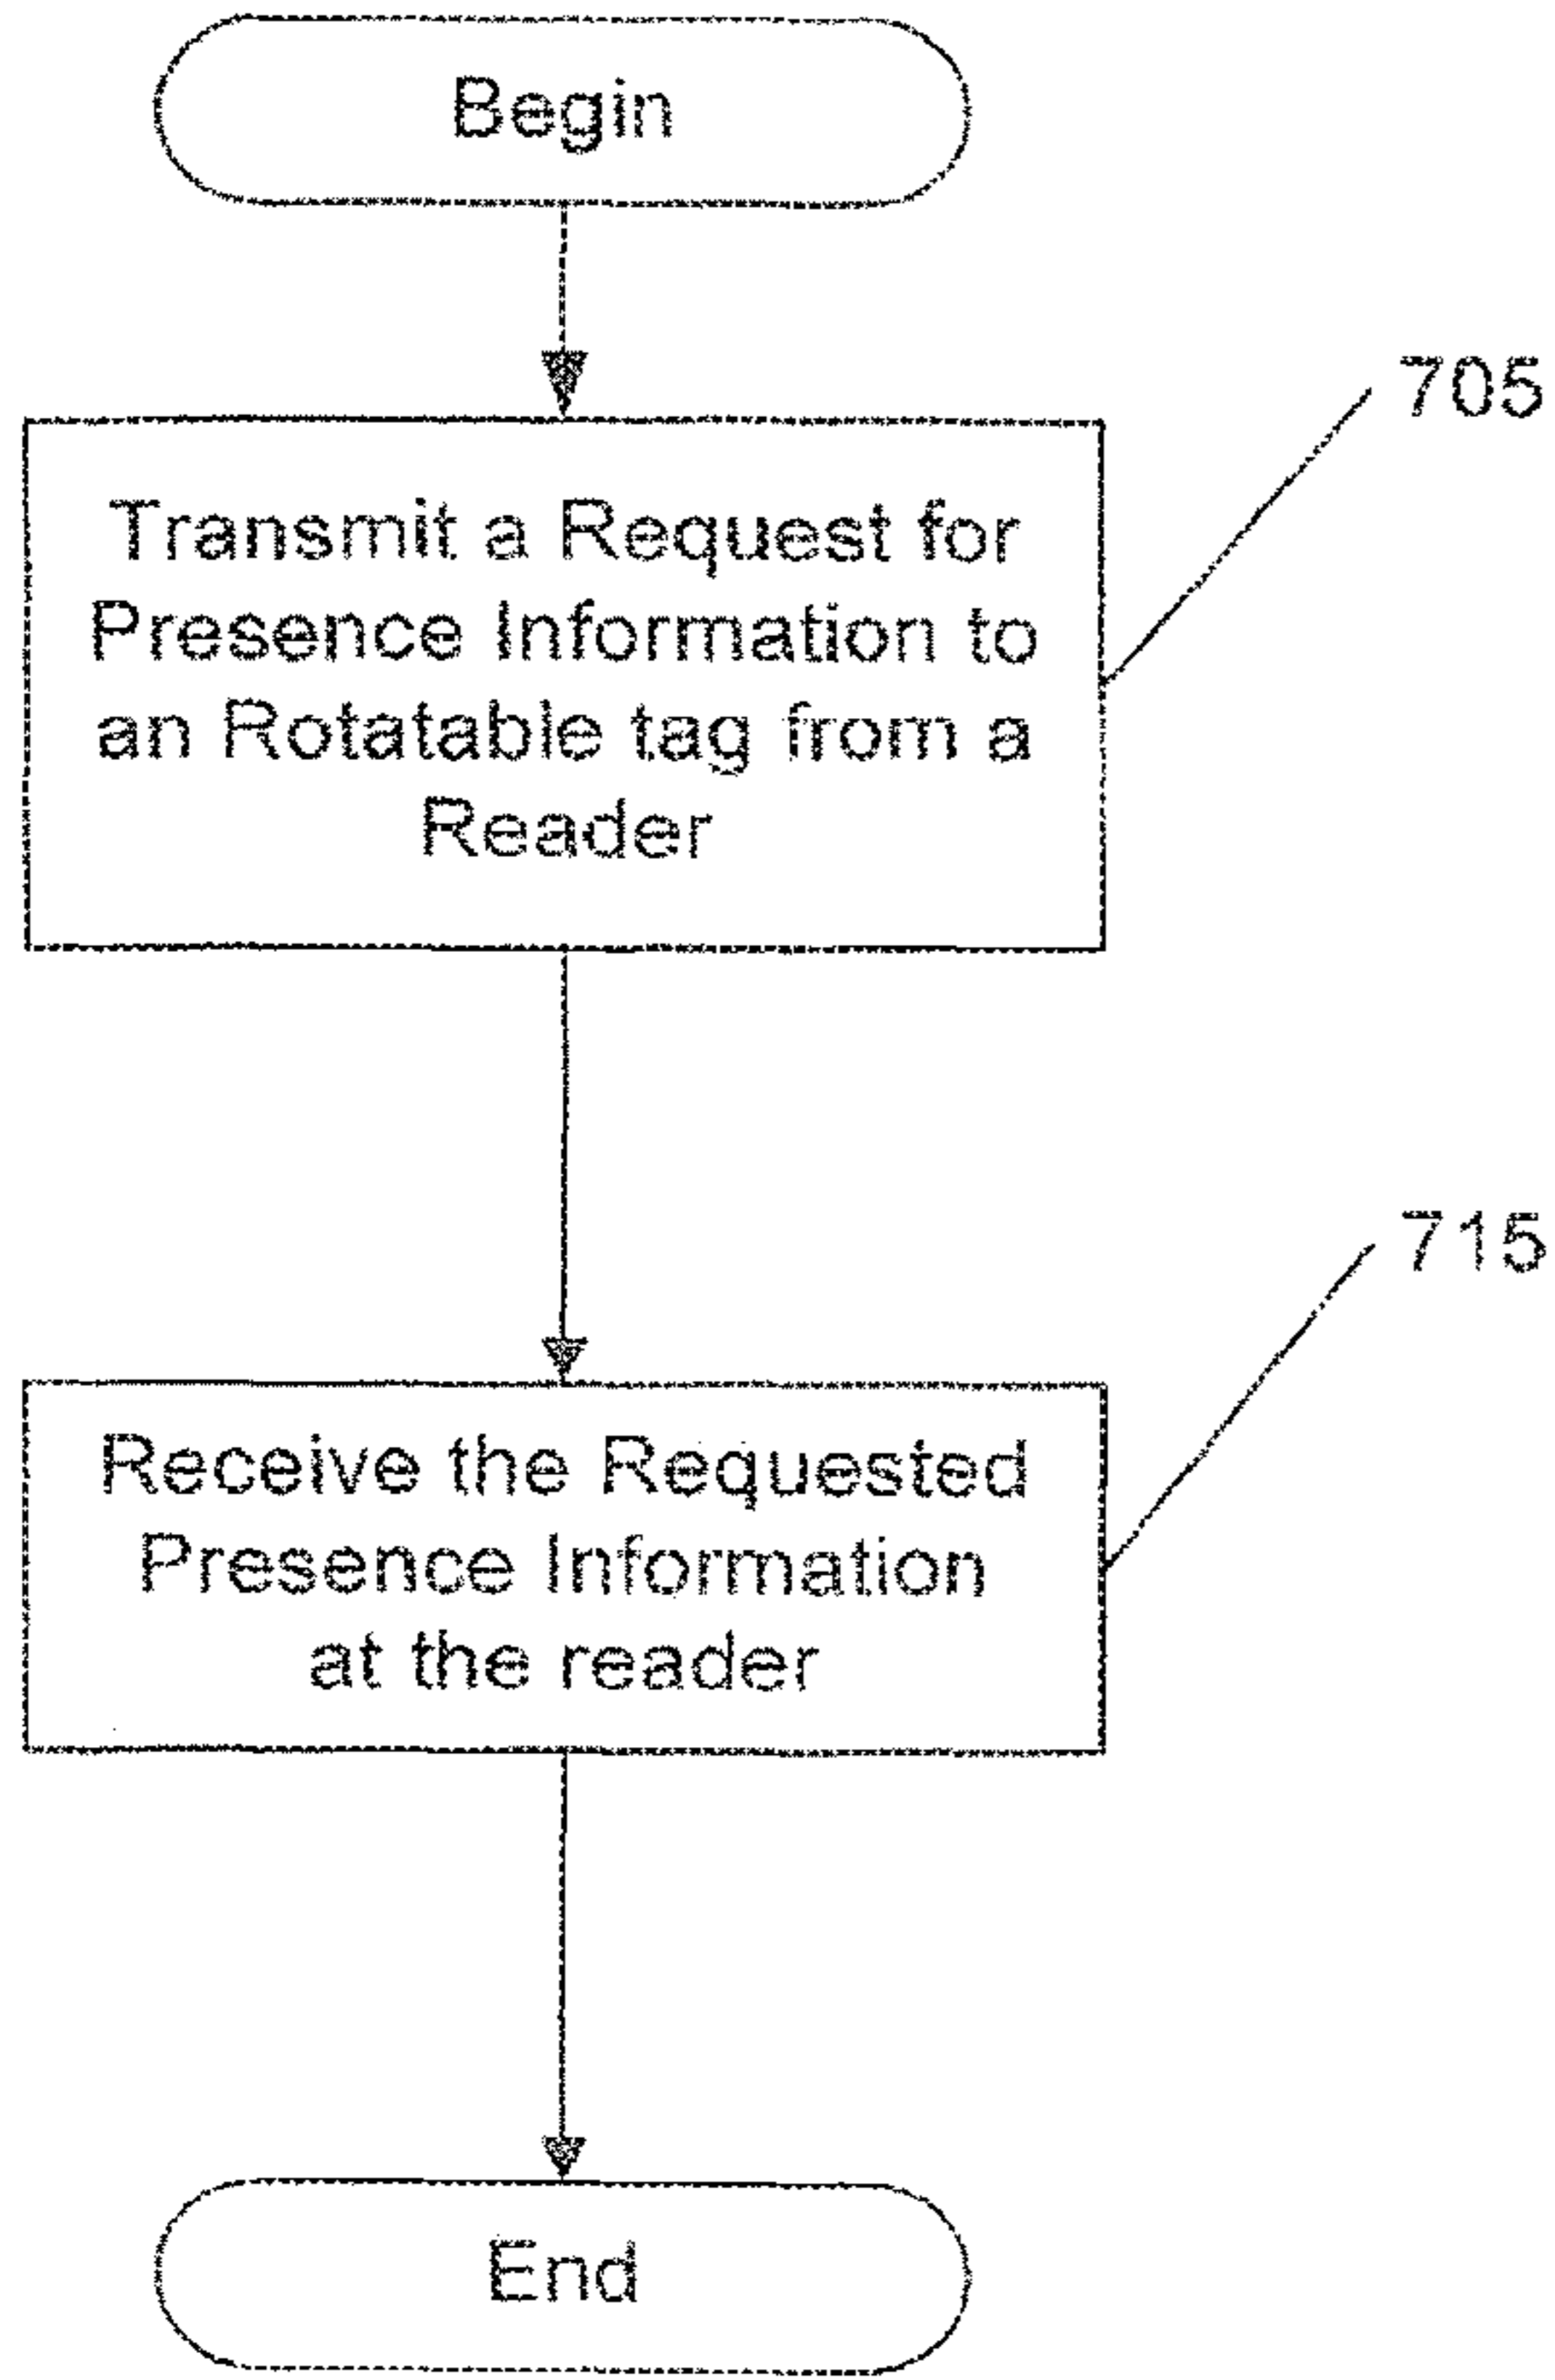 Begin
705
Transmit a Request for
Presence Information to
an Rotatable tag from a
Reader
715
Receive the Requested
Presence Information
at the reader
End